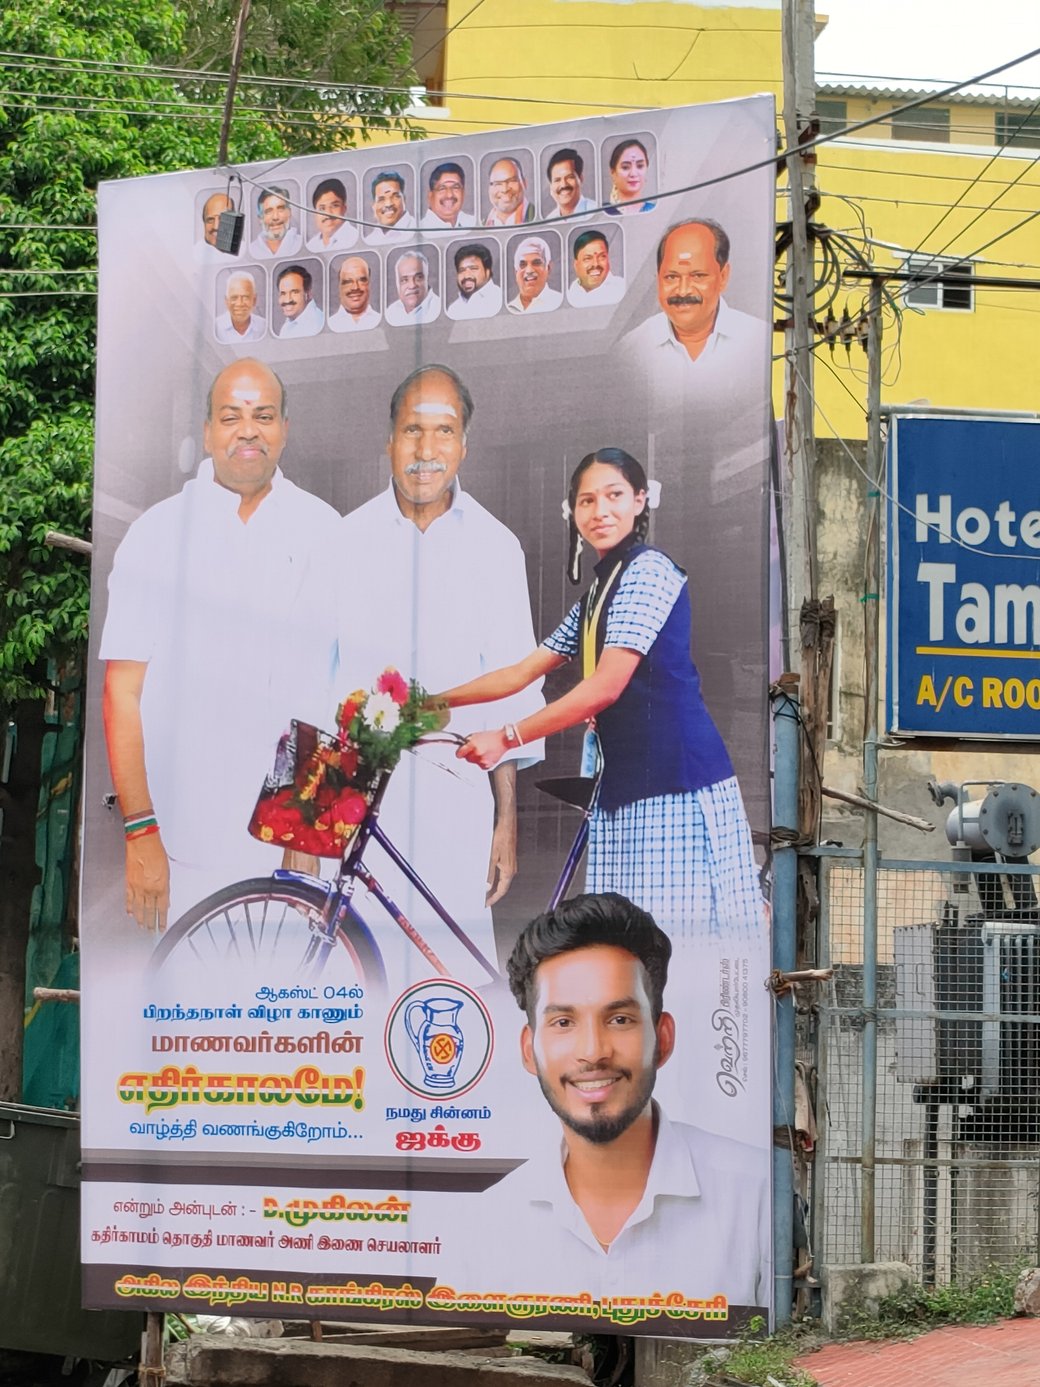 ஆகஸ்ட் 04ல்
பிறந்தநாள் விழா காணும்
மாணவர்களின்
எதிர்காலமே!
வாழ்த்தி வணங்குகிறோம்...
நமது சின்னம்
ஜக்கு
என்றும் அன்புடன் : - D.முகிலன்
கதிர்காமம் தொகுதி மாணவர் அணி இணை செயலாளர்
அகில இந்திய N.R காங்கிரஸ் இளைஞரணி, புதுச்சேரி
வெற்றி பிரிண்டர்ஸ்
Hote
Tam
A/C ROO